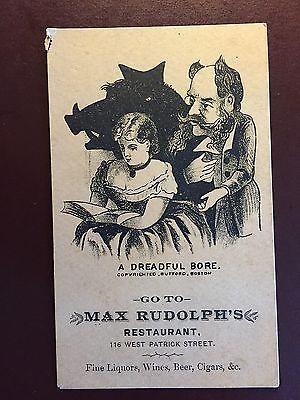 A DREADFUL BORE.
COPYRIGHTED, BUFFORD, BOSTON
—GO TO—
MAX RUDOLPH'S
RESTAURANT,
116 WEST PATRICK STREET.
Fine Liquors, Wines, Beer, Cigars, &c.